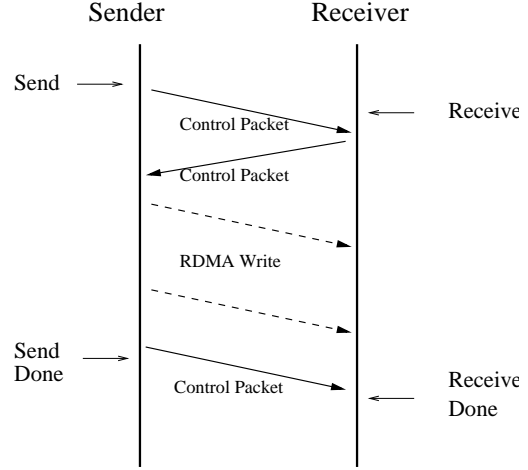 Sender
Receiver
Send
Receive
Control Packet
Control Packet
RDMA Write
Send
Done
Control Packet
Receive
Done